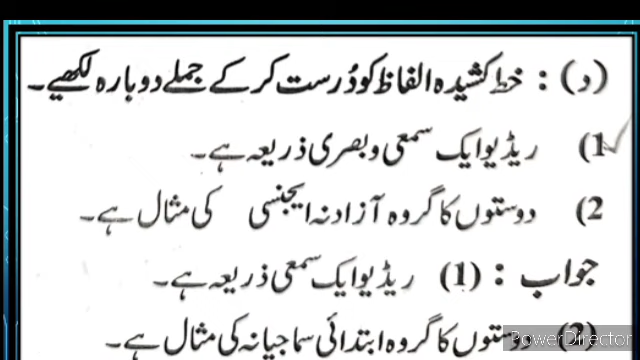 (د) : خط کشیدہ الفاظ کو دُرست کر کے جملے دوبارہ لکھیے۔
1) ریڈیو ایک سمعی و بصری ذریعہ ہے۔
2) دوستوں کا گروہ آزادنہ ایجنسی کی مثال ہے۔
جواب : (1) ریڈیو ایک سمعی ذریعہ ہے۔
(2) دوستوں کا گروہ ابتدائی سماجیانہ کی مثال ہے۔
PowerDirector